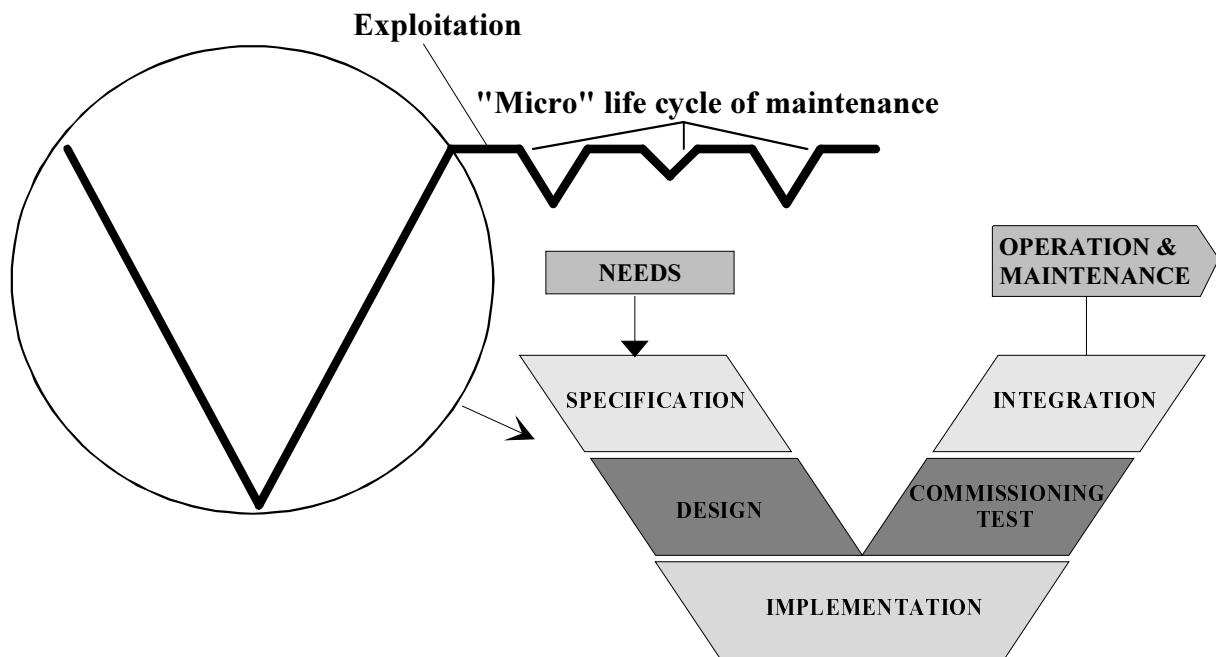 Exploitation
"Micro" life cycle of maintenance
NEEDS
OPERATION &
MAINTENANCE
SPECIFICATION
INTEGRATION
DESIGN
COMMISSIONING
TEST
IMPLEMENTATION